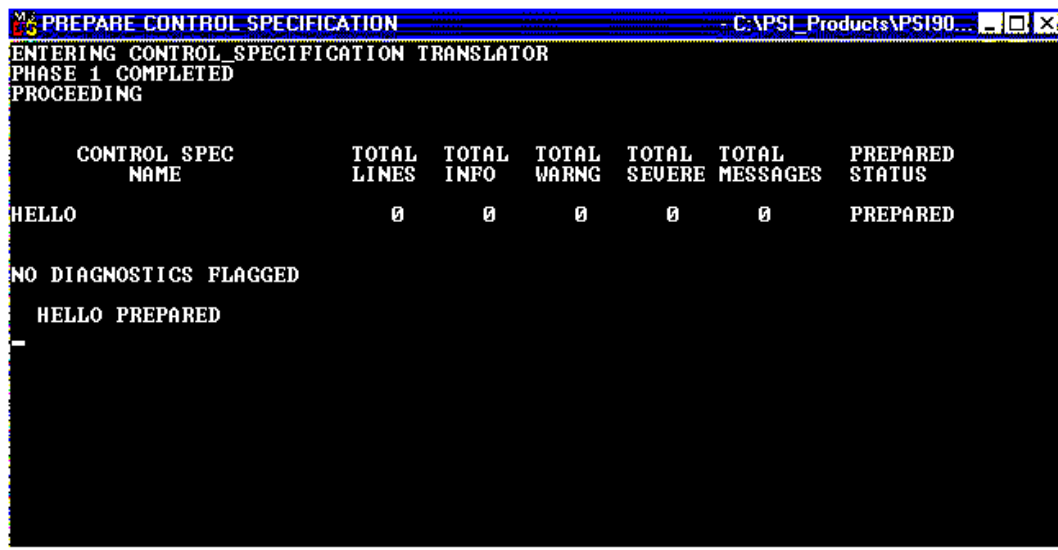 PREPARE CONTROL SPECIFICATION - C:\PSI_Products\PSI90...
ENTERING CONTROL_SPECIFICATION TRANSLATOR
PHASE 1 COMPLETED
PROCEEDING
CONTROL SPEC TOTAL TOTAL TOTAL TOTAL TOTAL PREPARED
NAME LINES INFO WARNG SEVERE MESSAGES STATUS
HELLO 0 0 0 0 0 PREPARED
NO DIAGNOSTICS FLAGGED
HELLO PREPARED